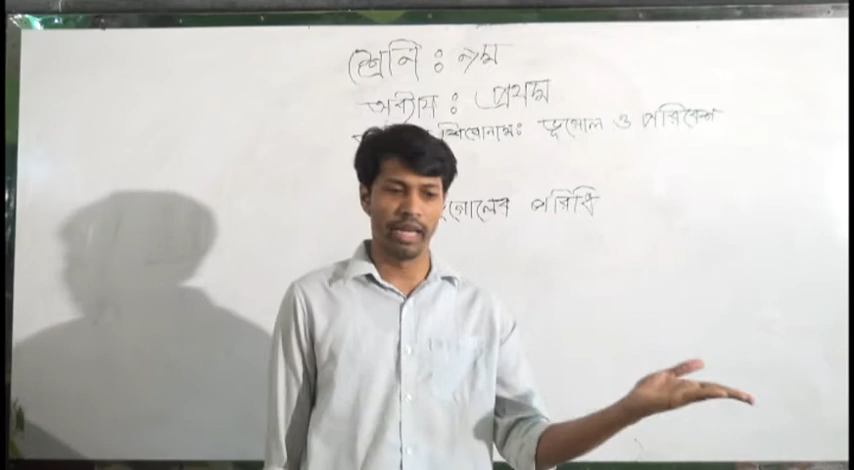 শ্রেনি : ৯ম
অধ্যায় : প্রথম
শিরোনামঃ ভূগোল ও পরিবেশ
গোলের পরিধি